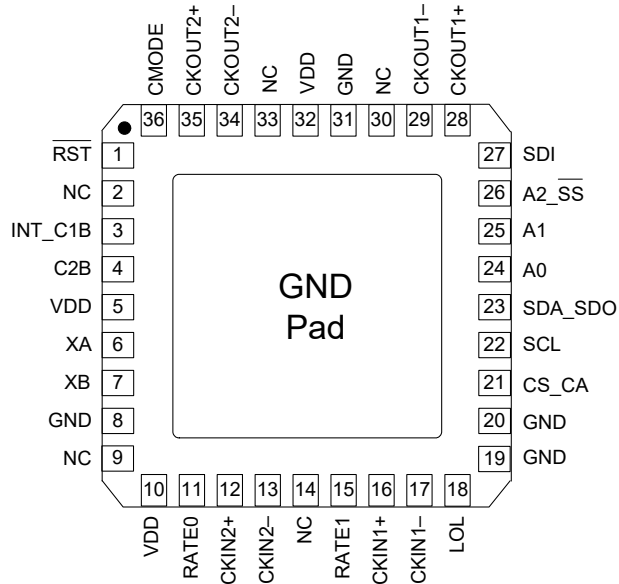 CMODE
CKOUT2+
CKOUT2–
NC
VDD
GND
NC
CKOUT1–
CKOUT1+
36 35 34 33 32 31 30 29 28
RST 1
NC 2
INT_C1B 3
C2B 4
VDD 5
XA 6
XB 7
GND 8
NC 9
GND
Pad
27 SDI
26 A2_SS
25 A1
24 A0
23 SDA_SDO
22 SCL
21 CS_CA
20 GND
19 GND
10 11 12 13 14 15 16 17 18
VDD
RATE0
CKIN2+
CKIN2–
NC
RATE1
CKIN1+
CKIN1–
LOL